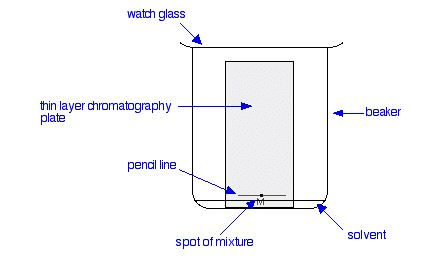 watch glass
thin layer chromatography
plate
beaker
pencil line
M
spot of mixture
solvent